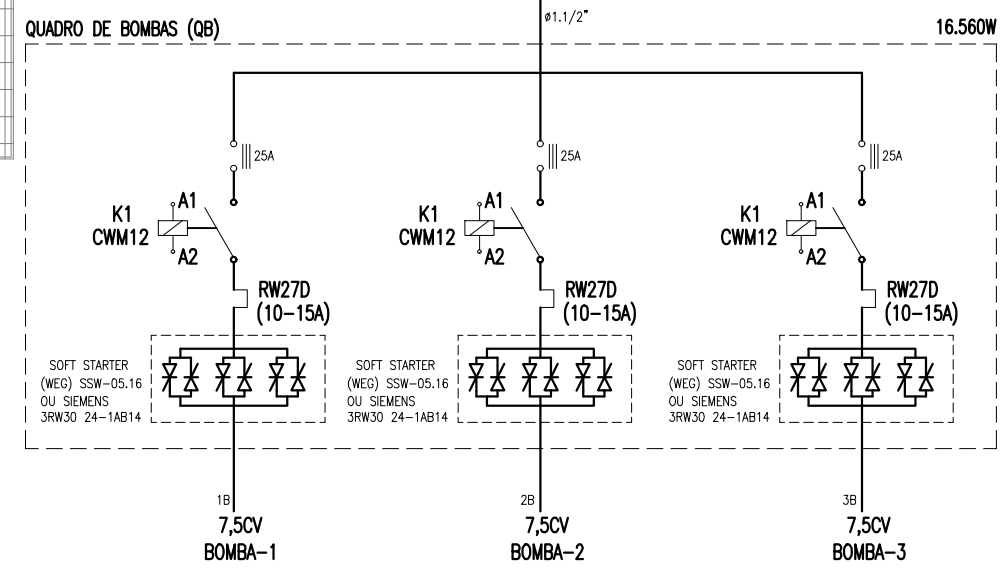 ø1.1/2"
QUADRO DE BOMBAS (QB)
16.560W
25A
25A
25A
A1
K1
CWM12
A2
A1
K1
CWM12
A2
A1
K1
CWM12
A2
RW27D
(10-15A)
RW27D
(10-15A)
RW27D
(10-15A)
SOFT STARTER
(WEG) SSW-05.16
OU SIEMENS
3RW30 24-1AB14
SOFT STARTER
(WEG) SSW-05.16
OU SIEMENS
3RW30 24-1AB14
SOFT STARTER
(WEG) SSW-05.16
OU SIEMENS
3RW30 24-1AB14
1B
7,5CV
BOMBA-1
2B
7,5CV
BOMBA-2
3B
7,5CV
BOMBA-3